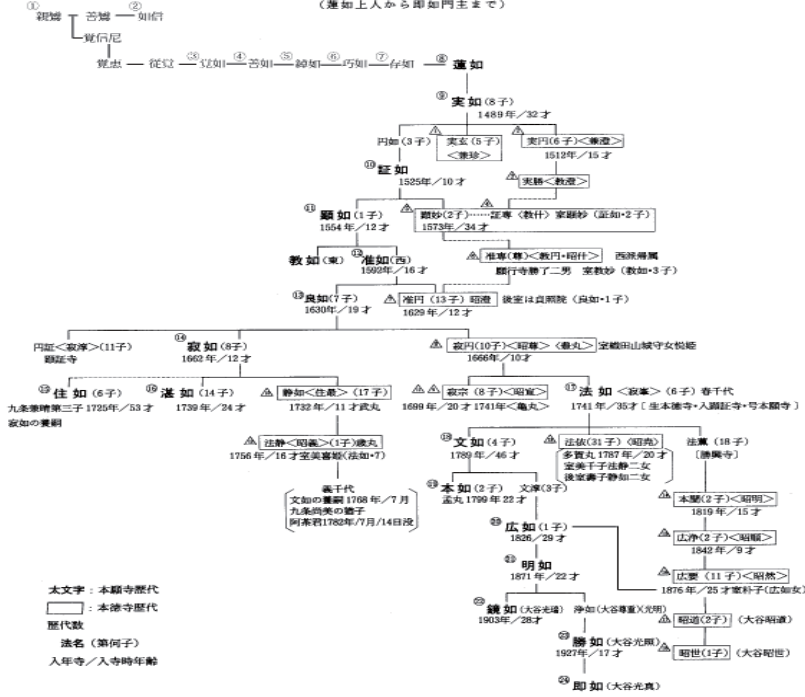 (蓮如上人から即如門主まで)
① 親鸞 善鸞 ② 如信
覚信尼
覚恵 従覚 ③ 覚如 ④ 善如 ⑤ 綽如 ⑥ 巧如 ⑦ 存如 ⑧ 蓮如
⑨ 実如(8子)
1489年/32才
円如(3子) 実玄(5子) 実円(6子)<兼澄>
<兼珍> 1512年/15才
⑩ 証如 実勝<教澄>
1525年/10才
⑪ 顕如(1子) 顕妙(2子)……証専〈教什〉室顕妙(証如・2子)
1554年/12才 1573年/34才
教如(東) ⑫ 准如(西) 准専(尊)<教円・昭什> 西派帰属
1592年/16才 願行寺勝了二男 室教妙(教如・3子)
⑬ 良如(7子) 准円(13子)昭澄 後室は貞照院(良如・1子)
1630年/19才 1629年/12才
円証<寂淳>(11子) ⑭ 寂如(8子) 寂円(10子)<昭尊> 室織田山城守女悦姫
顕証寺 1662年/12才 1666年/10才
⑮ 住如(6子) ⑯ 湛如(14子) 静如<住最>(17子) 寂宗(8子)<昭宣> ⑰ 法如<寂峯>(6子)春千代
九条兼晴第三子1725年/53才 1739年/24才 1732年/11才武丸 1699年/20才 1741年<亀丸> 1741年/35才[生本徳寺・入顕証寺・号本願寺]
寂如の養嗣
法静<昭義>(1子)歳丸 ⑱ 文如(4子) 法依(31子)〈昭尭〉 法薫(18子)
1756年/16才室美喜姫(法如・7) 1789年/46才 多賀丸1787年/20才 [勝興寺]
室美千子法静二女
後室壽子静如二女
義千代 ⑲ 本如(2子) 文淳(3子) 本蘭(2子)<昭明>
文如の養嗣1768年/7月 孟丸1799年22才 1819年/15才
九条尚美の猶子
阿茶君1782年/7月/14日没
⑳ 広如(1子) 広浄(2子)<昭順>
1826/29才 1842年/9才
㉑ 明如 広要(11子)<昭然>
1871年/22才 1876年/25才室朴子(広如女)
㉒ 鏡如(大谷光瑞) 浄如(大谷尊重)(光明) 昭道(2子) (大谷昭道)
1903年/28才
㉓ 勝如(大谷光照) 昭世(1子) (大谷昭世)
1927年/17才
㉔ 即如(大谷光真)
太文字:本願寺歴代
:本徳寺歴代
歴代数
法名(第何子)
入年寺/入寺時年齢